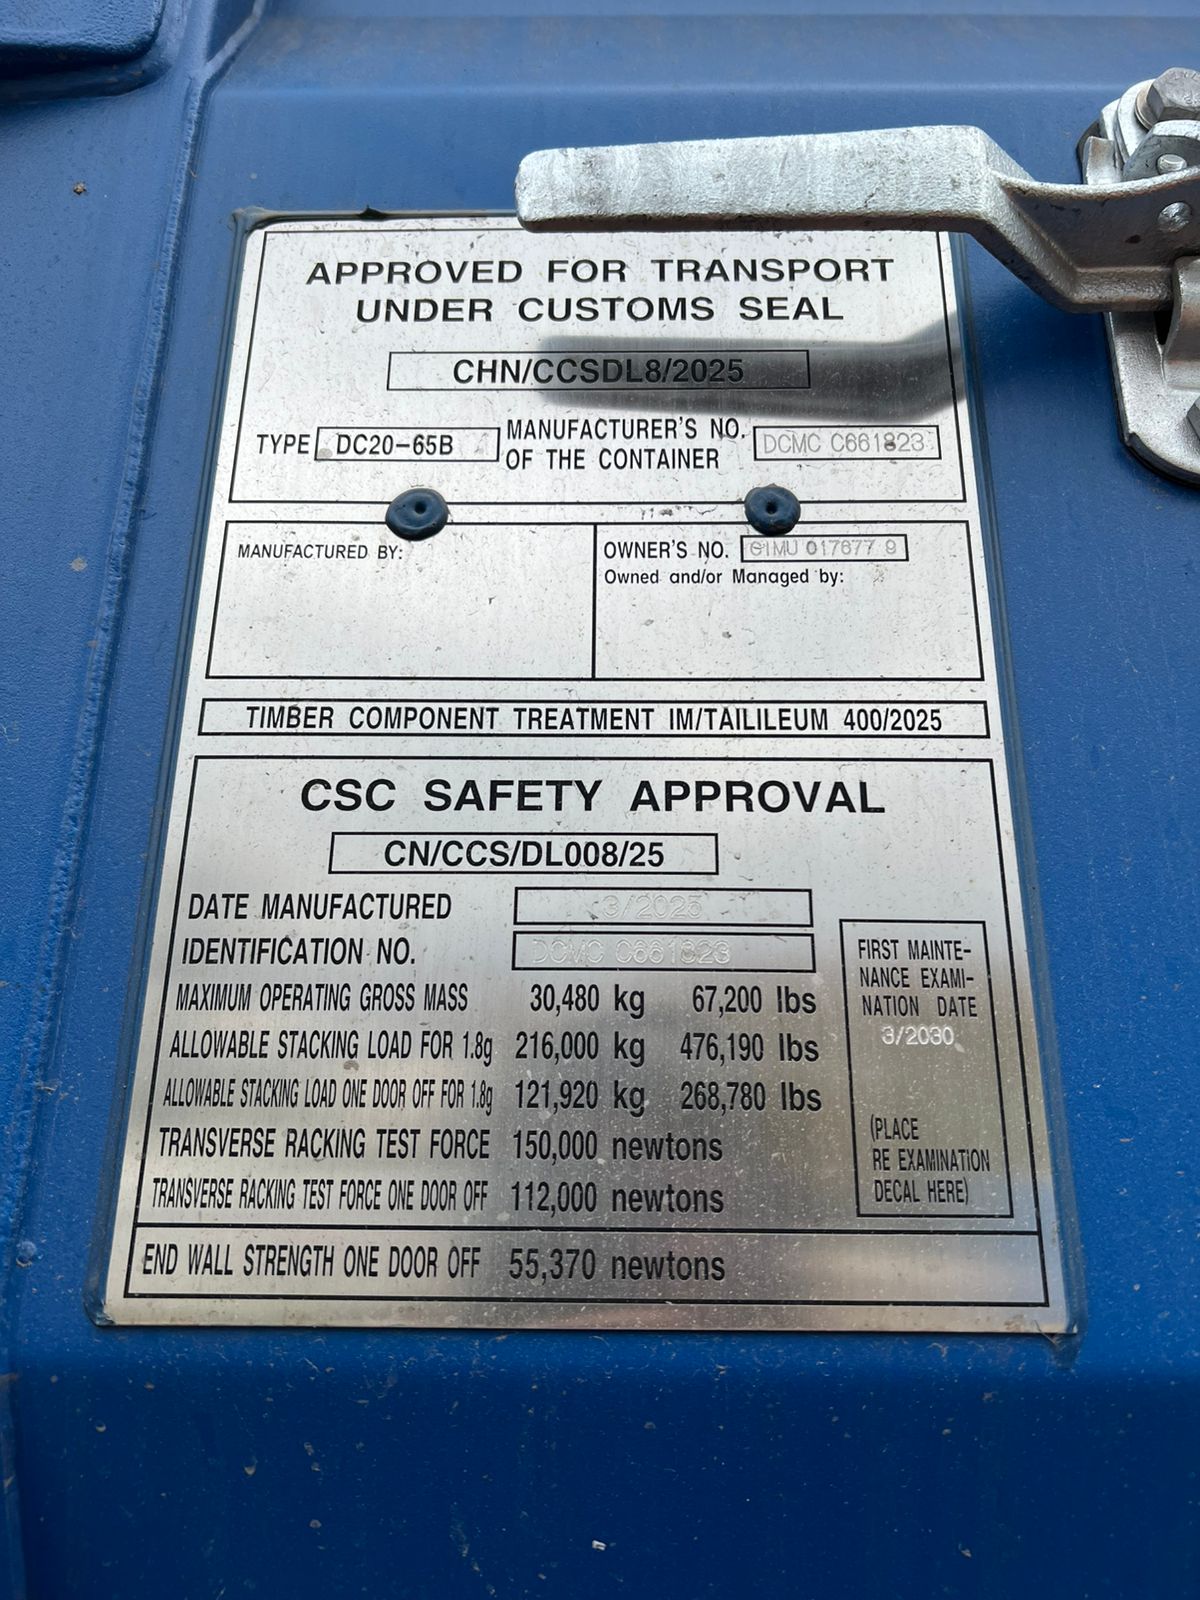 APPROVED FOR TRANSPORT
UNDER CUSTOMS SEAL
CHN/CCSDL8/2025
TYPE DC20-65B
MANUFACTURER'S NO.
OF THE CONTAINER
DCMC C661823
MANUFACTURED BY:
OWNER'S NO. 017677 9
Owned and/or Managed by:
TIMBER COMPONENT TREATMENT IM/TAILILEUM 400/2025
CSC SAFETY APPROVAL
CN/CCS/DL008/25
DATE MANUFACTURED 3/2025
IDENTIFICATION NO. DCMC C661823
MAXIMUM OPERATING GROSS MASS 30,480 kg 67,200 lbs
ALLOWABLE STACKING LOAD FOR 1.8g 216,000 kg 476,190 lbs
ALLOWABLE STACKING LOAD ONE DOOR OFF FOR 1.8g 121,920 kg 268,780 lbs
TRANSVERSE RACKING TEST FORCE 150,000 newtons
TRANSVERSE RACKING TEST FORCE ONE DOOR OFF 112,000 newtons
END WALL STRENGTH ONE DOOR OFF 55,370 newtons
FIRST MAINTE-
NANCE EXAMI-
NATION DATE
3/2030
(PLACE
RE EXAMINATION
DECAL HERE)